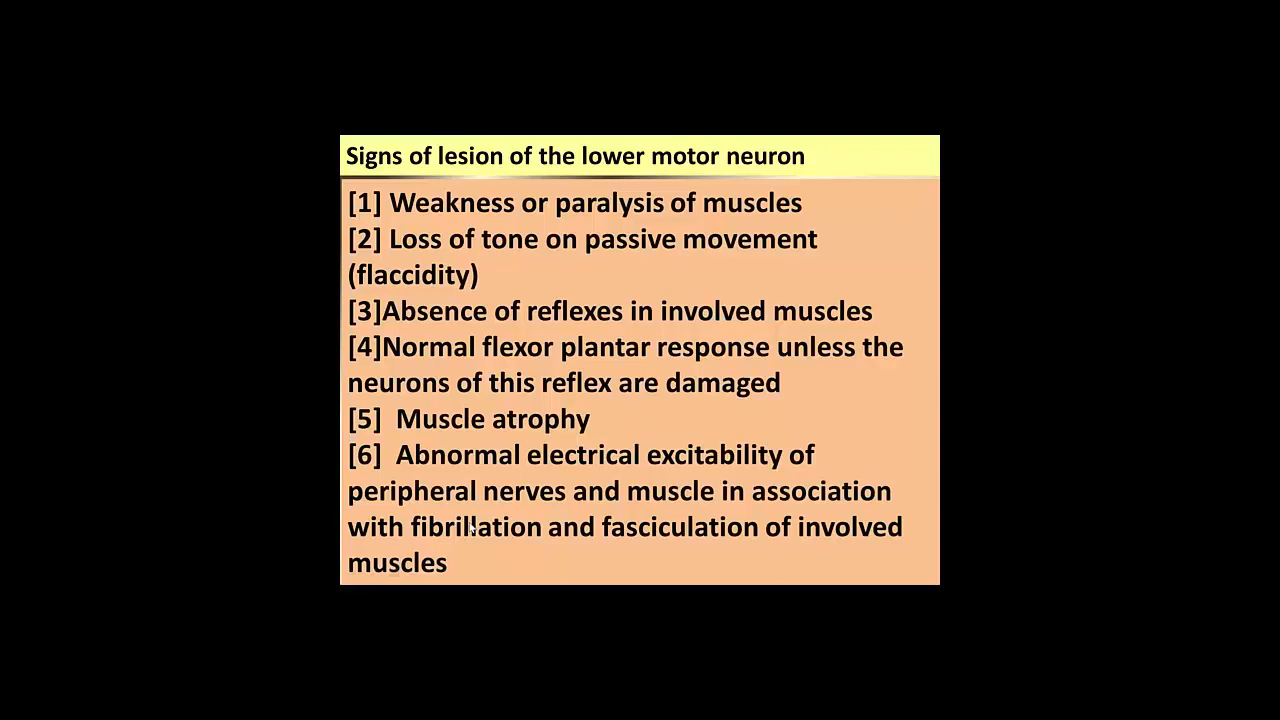 Signs of lesion of the lower motor neuron
[1] Weakness or paralysis of muscles
[2] Loss of tone on passive movement
(flaccidity)
[3]Absence of reflexes in involved muscles
[4]Normal flexor plantar response unless the
neurons of this reflex are damaged
[5]  Muscle atrophy
[6]  Abnormal electrical excitability of
peripheral nerves and muscle in association
with fibrillation and fasciculation of involved
muscles